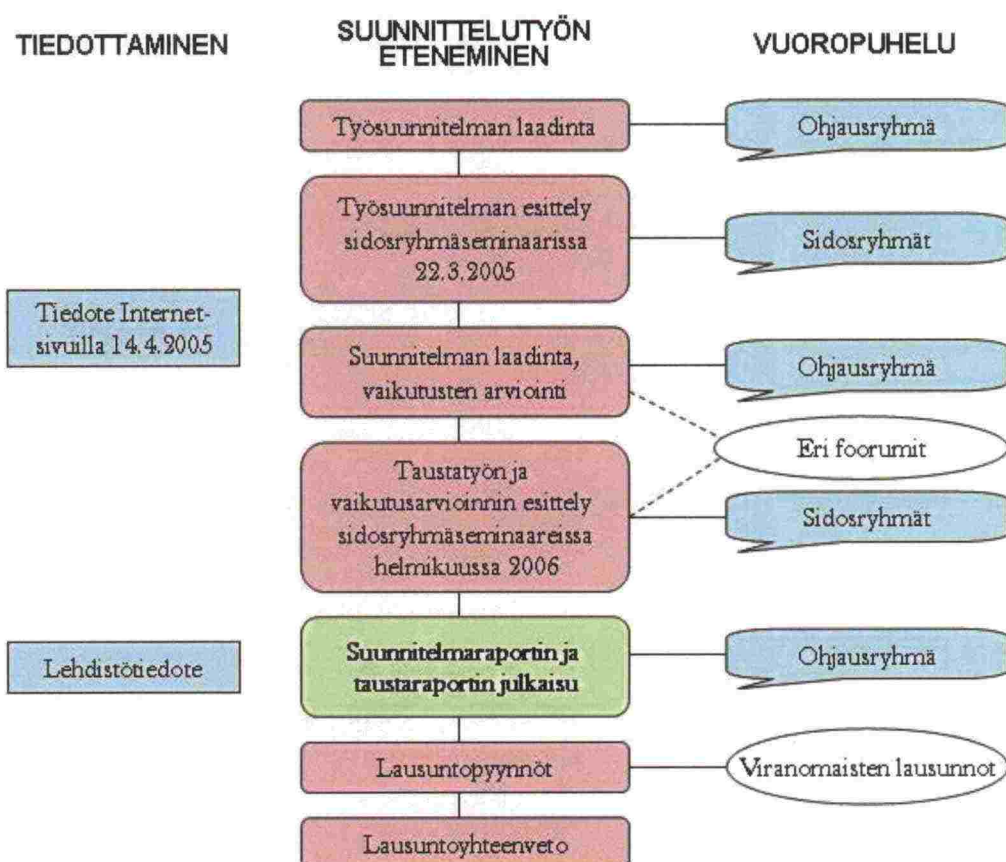 TIEDOTTAMINEN
SUUNNITTELUTYÖN
ETENEMINEN
VUOROPUHELU
Työsuunnitelman laadinta
Ohjausryhmä
Työsuunnitelman esittely
sidosryhmäseminaarissa
22.3.2005
Sidosryhmät
Tiedote Internet-
sivuilla 14.4.2005
Suunnitelman laadinta,
vaikutusten arviointi
Ohjausryhmä
Eri foorumit
Taustatyön ja
vaikutusarvioinnin esittely
sidosryhmäseminaareissa
helmikuussa 2006
Sidosryhmät
Lehdistötiedote
Suunnitelmaraportin ja
taustaraportin julkaisu
Ohjausryhmä
Lausuntopyynnöt
Viranomaisten lausunnot
Lausuntoyhteenveto